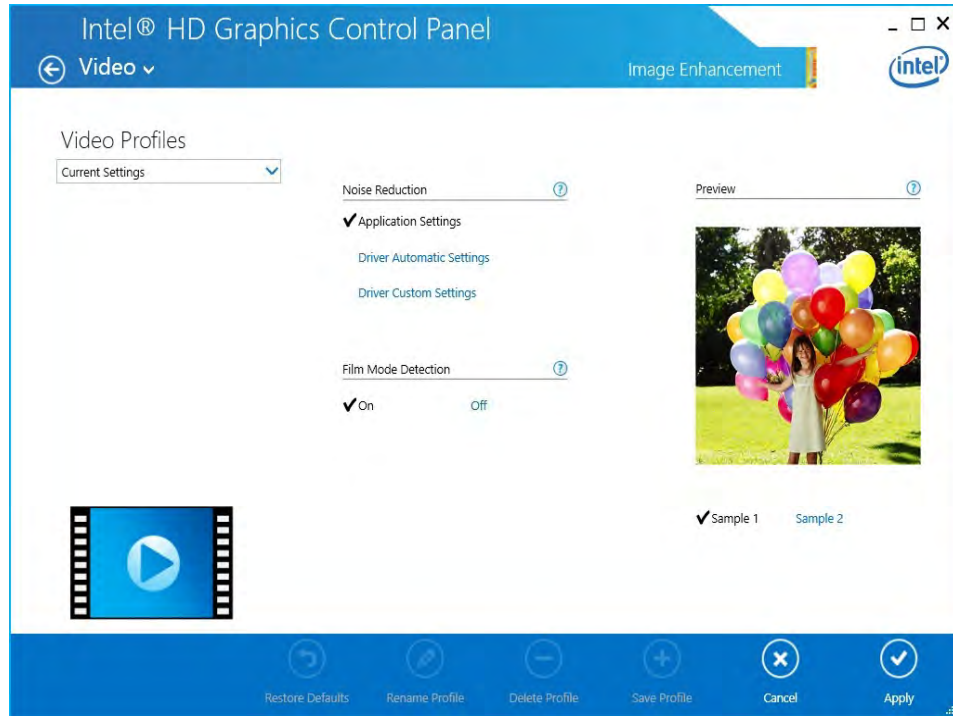 Intel® HD Graphics Control Panel
Video
Image Enhancement
intel
Video Profiles
Current Settings
Noise Reduction ?
Application Settings
Driver Automatic Settings
Driver Custom Settings
Film Mode Detection ?
On Off
Preview ?
Sample 1 Sample 2
Restore Defaults Rename Profile Delete Profile Save Profile Cancel Apply